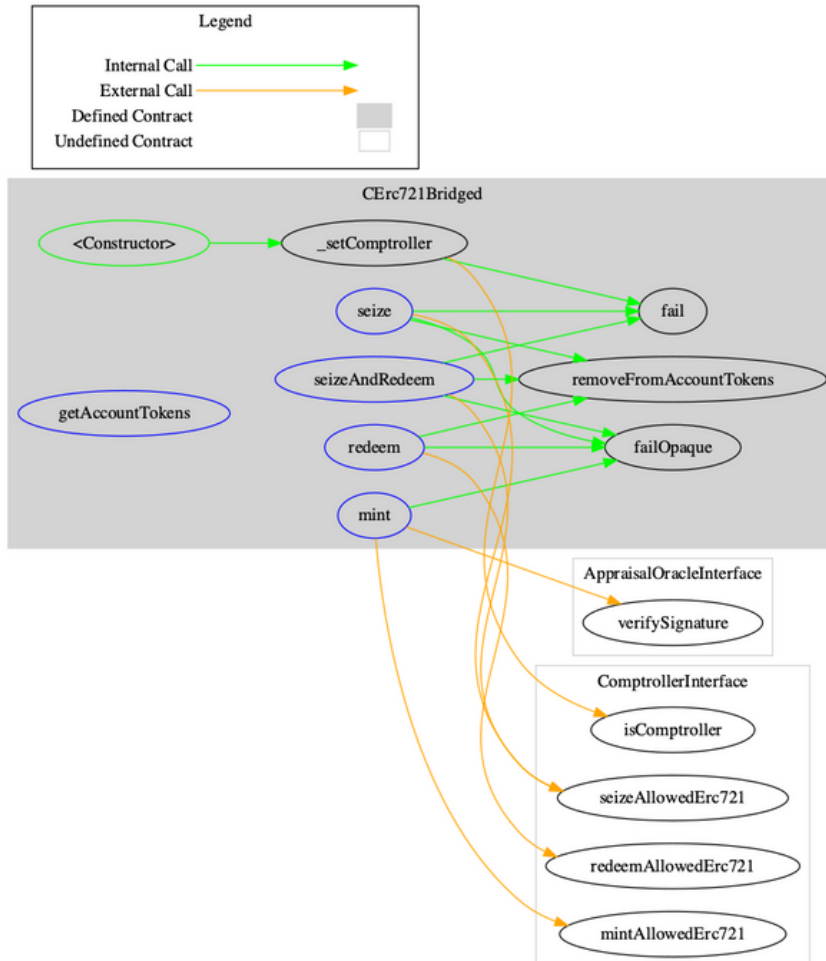 Legend
Internal Call
External Call
Defined Contract
Undefined Contract
CErc721Bridged
<Constructor>
_setComptroller
seize
fail
seizeAndRedeem
removeFromAccountTokens
getAccountTokens
redeem
failOpaque
mint
AppraisalOracleInterface
verifySignature
ComptrollerInterface
isComptroller
seizeAllowedErc721
redeemAllowedErc721
mintAllowedErc721